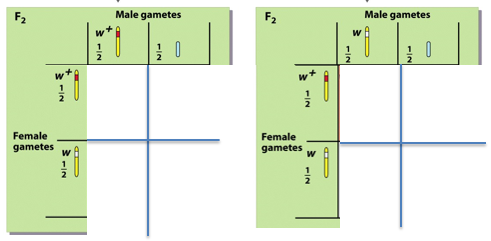 F2
Male gametes
w+
1/2
1/2
w+
1/2
Female
gametes
w
1/2
F2
Male gametes
w
1/2
1/2
w+
1/2
Female
gametes
w
1/2